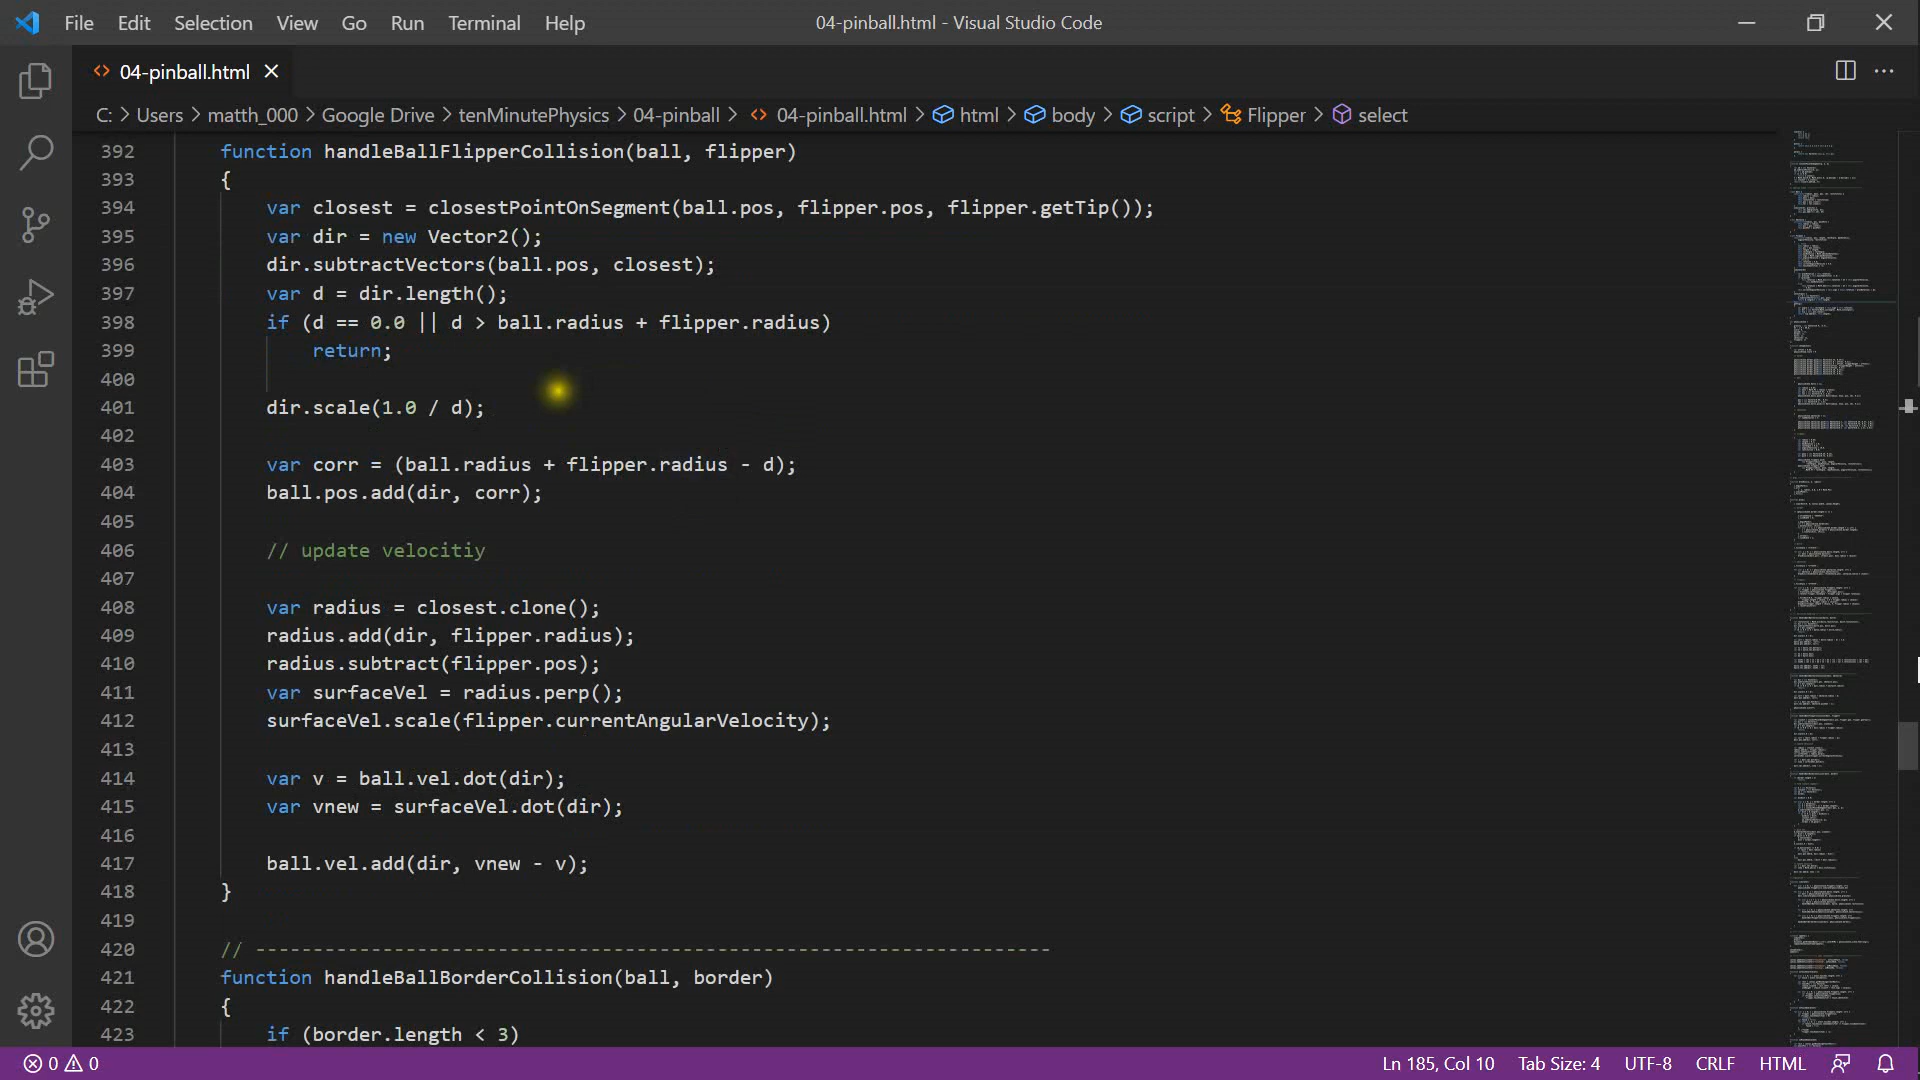 File Edit Selection View Go Run Terminal Help 04-pinball.html - Visual Studio Code
04-pinball.html
C: > Users > matth_000 > Google Drive > tenMinutePhysics > 04-pinball > 04-pinball.html > html > body > script > Flipper > select
392 function handleBallFlipperCollision(ball, flipper)
393 {
394 var closest = closestPointOnSegment(ball.pos, flipper.pos, flipper.getTip());
395 var dir = new Vector2();
396 dir.subtractVectors(ball.pos, closest);
397 var d = dir.length();
398 if (d == 0.0 || d > ball.radius + flipper.radius)
399 return;
400
401 dir.scale(1.0 / d);
402
403 var corr = (ball.radius + flipper.radius - d);
404 ball.pos.add(dir, corr);
405
406 // update velocitiy
407
408 var radius = closest.clone();
409 radius.add(dir, flipper.radius);
410 radius.subtract(flipper.pos);
411 var surfaceVel = radius.perp();
412 surfaceVel.scale(flipper.currentAngularVelocity);
413
414 var v = ball.vel.dot(dir);
415 var vnew = surfaceVel.dot(dir);
416
417 ball.vel.add(dir, vnew - v);
418 }
419
420 // ---------------------------------------------------------------------
421 function handleBallBorderCollision(ball, border)
422 {
423 if (border.length < 3)
0 0 Ln 185, Col 10 Tab Size: 4 UTF-8 CRLF HTML